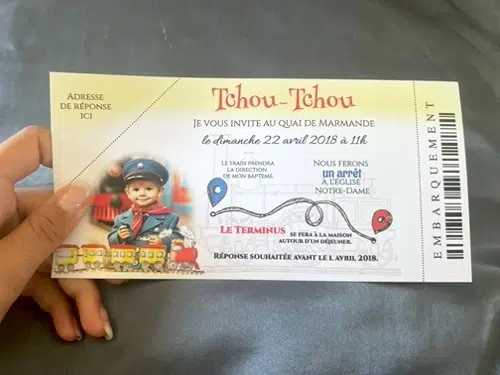 ADRESSE
DE RÉPONSE
ICI
Tchou-Tchou
JE VOUS INVITE AU QUAI DE MARMANDE
le dimanche 22 avril 2018 à 11h
LE TRAIN PRENDRA
LA DIRECTION
DE MON BAPTÈME.
NOUS FERONS
un arrêt
À L'ÉGLISE
NOTRE-DAME
LE TERMINUS SE FERA À LA MAISON
AUTOUR D'UN DÉJEUNER.
RÉPONSE SOUHAITÉE AVANT LE 1 AVRIL 2018.
EMBARQUEMENT